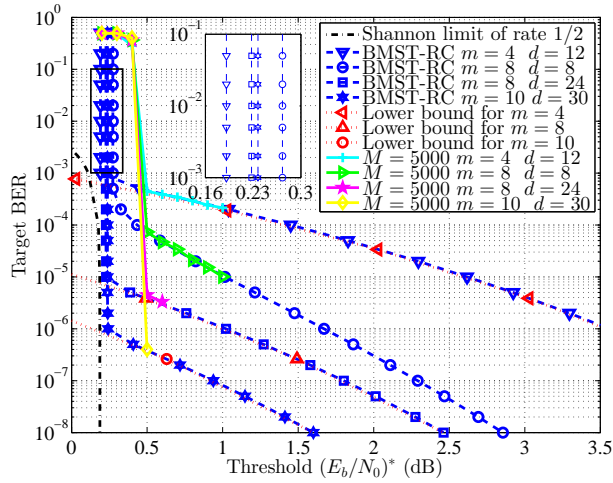 10^0
10^-1
10^-2
10^-3
10^-4
10^-5
10^-6
10^-7
10^-8
Target BER
0 0.5 1 1.5 2 2.5 3 3.5
Threshold (E_b/N_0)^* (dB)
10^-1
10^-2
10^-3
0.16 0.2 0.23 0.3
Shannon limit of rate 1/2
BMST-RC m = 4 d = 12
BMST-RC m = 8 d = 8
BMST-RC m = 8 d = 24
BMST-RC m = 10 d = 30
Lower bound for m = 4
Lower bound for m = 8
Lower bound for m = 10
M = 5000 m = 4 d = 12
M = 5000 m = 8 d = 8
M = 5000 m = 8 d = 24
M = 5000 m = 10 d = 30